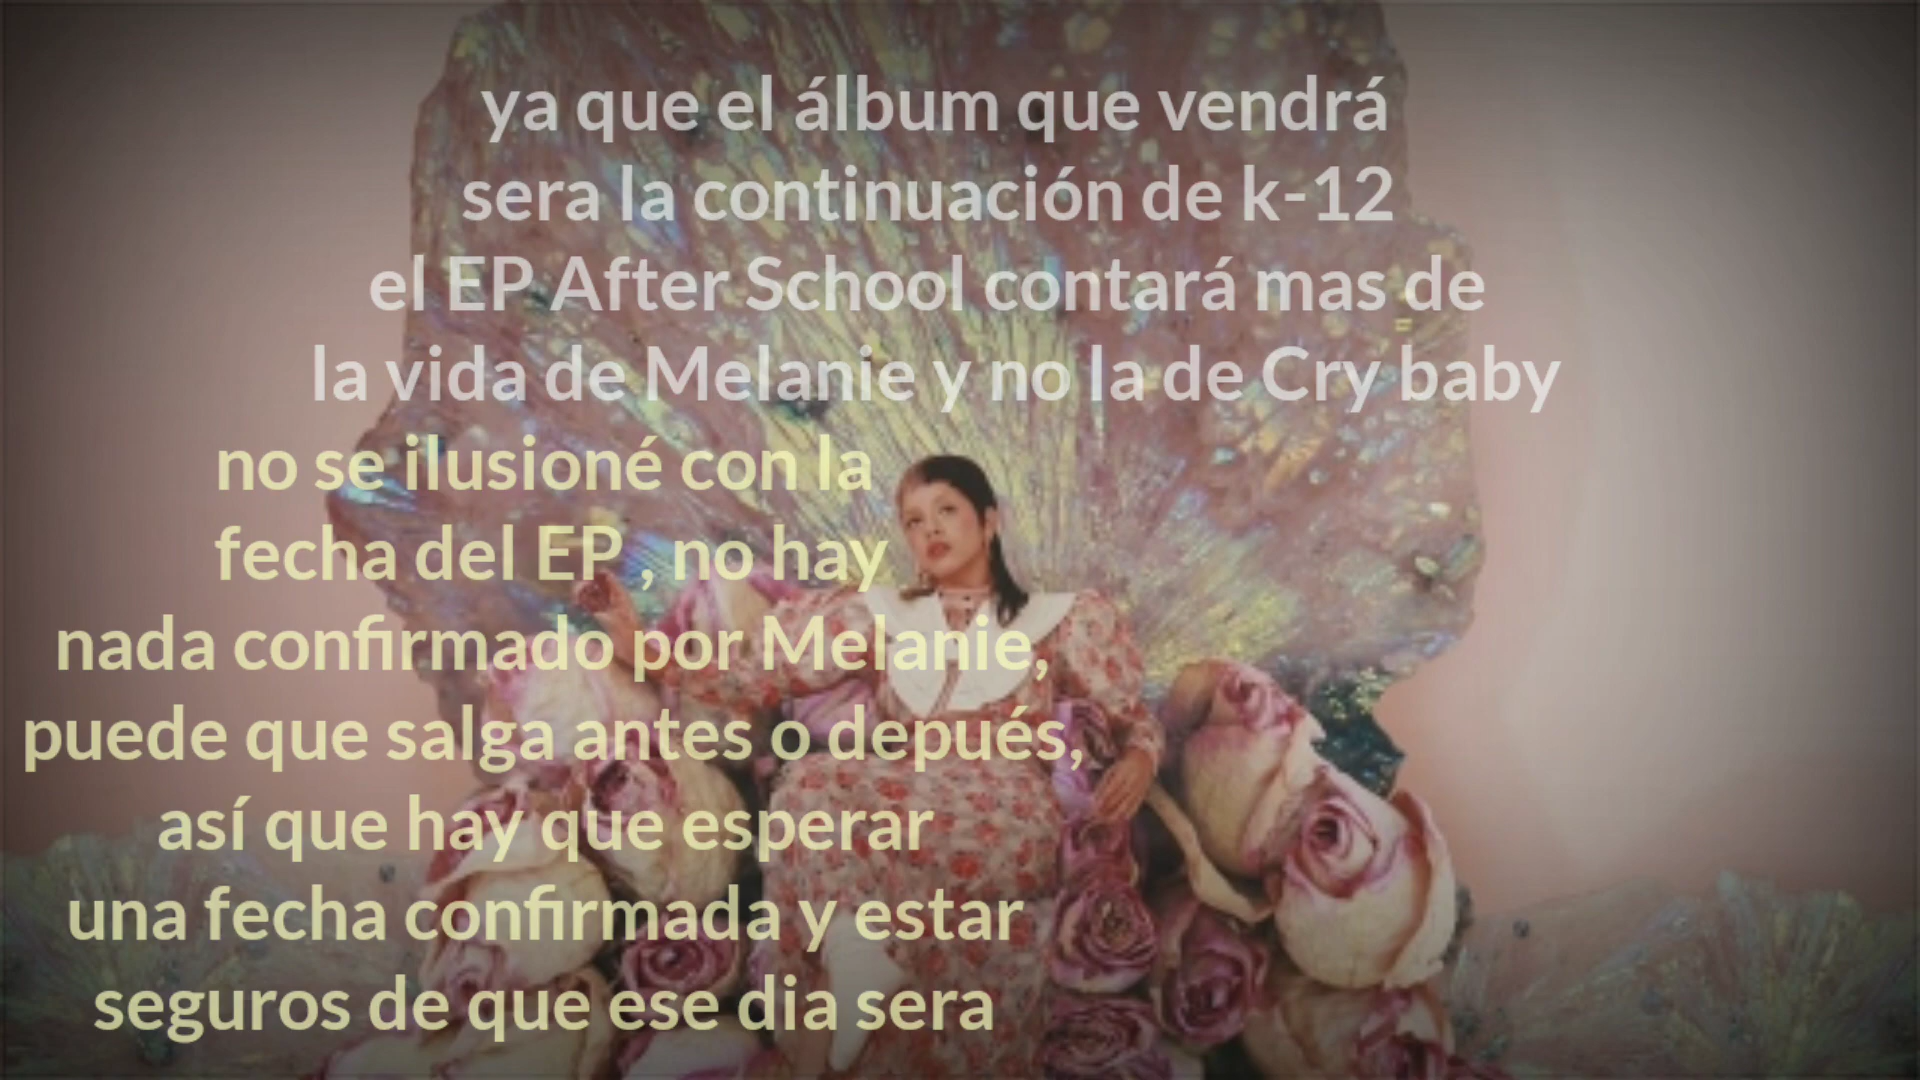 ya que el álbum que vendrá
sera la continuación de k-12
el EP After School contará mas de
la vida de Melanie y no la de Cry baby
no se ilusioné con la
fecha del EP , no hay
nada confirmado por Melanie,
puede que salga antes o depués,
así que hay que esperar
una fecha confirmada y estar
seguros de que ese dia sera